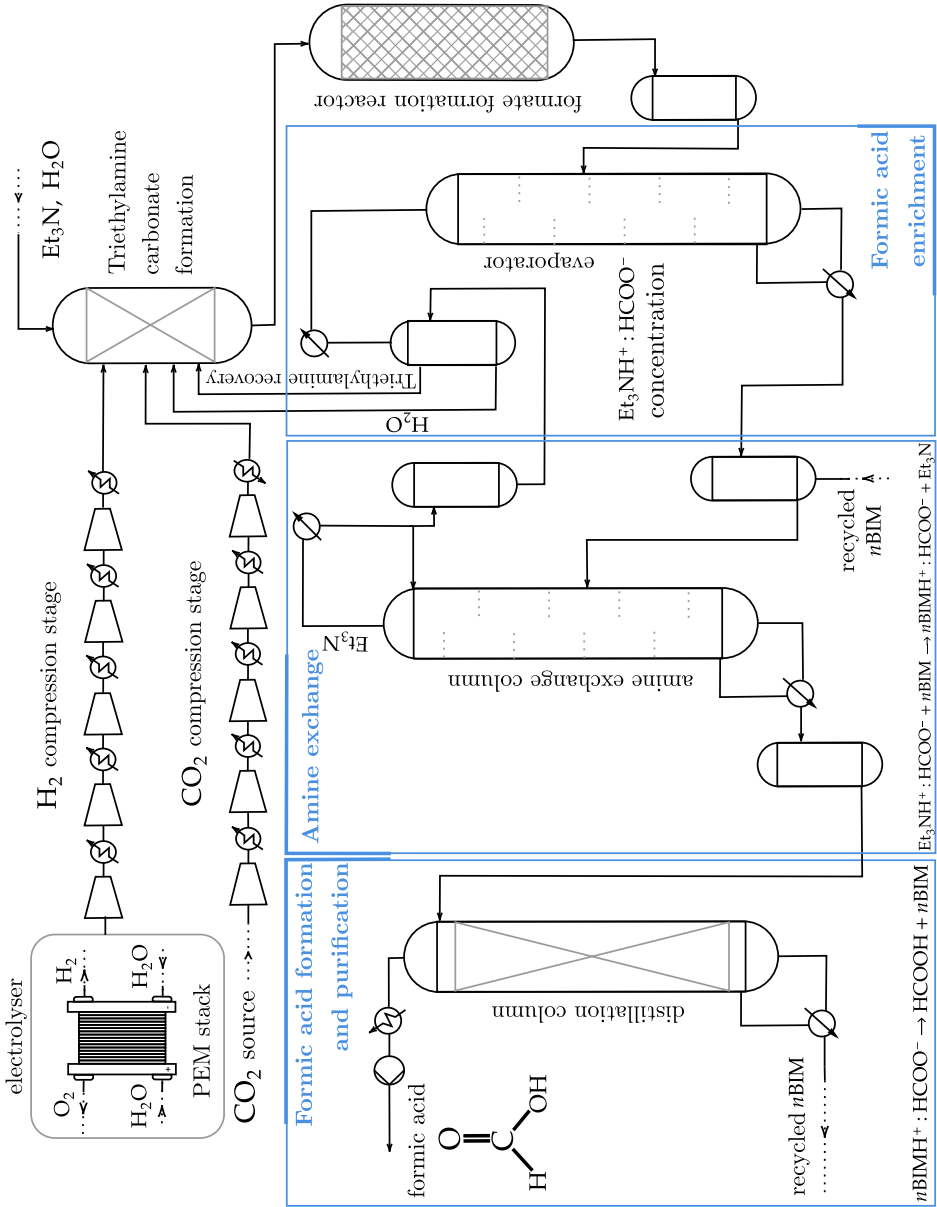 electrolyser
O₂
H₂
H₂O
H₂O
+
-
PEM stack
H₂ compression stage
CO₂ source
CO₂ compression stage
Et₃N, H₂O
Triethylamine
carbonate
formation
formate formation reactor
Formic acid
enrichment
evaporator
Et₃NH⁺ : HCOO⁻
concentration
Triethylamine recovery
H₂O
Amine exchange
Et₃N
amine exchange column
recycled
nBIM
Et₃NH⁺ : HCOO⁻ + nBIM → nBIMH⁺ : HCOO⁻ + Et₃N
Formic acid formation
and purification
distillation column
formic acid
O
C
OH
H
recycled nBIM
nBIMH⁺ : HCOO⁻ → HCOOH + nBIM